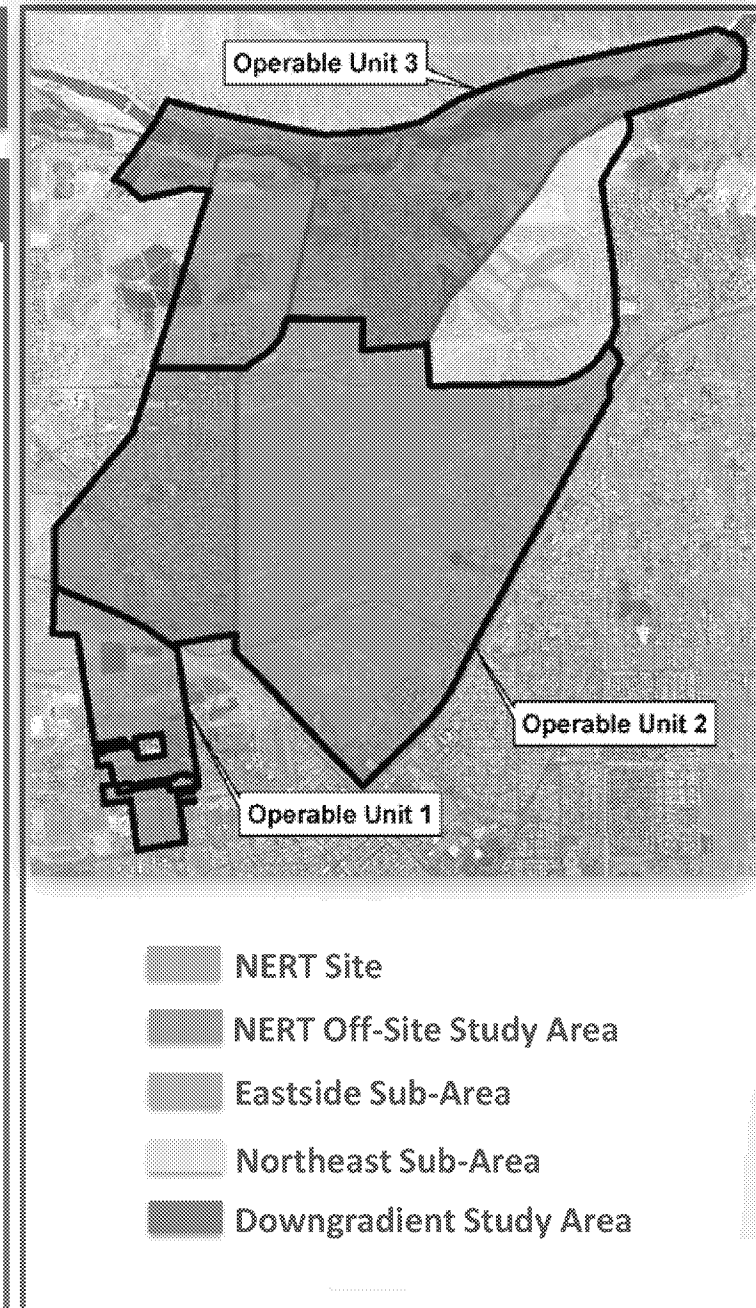 Operable Unit 3
Operable Unit 2
Operable Unit 1
NERT Site
NERT Off-Site Study Area
Eastside Sub-Area
Northeast Sub-Area
Downgradient Study Area